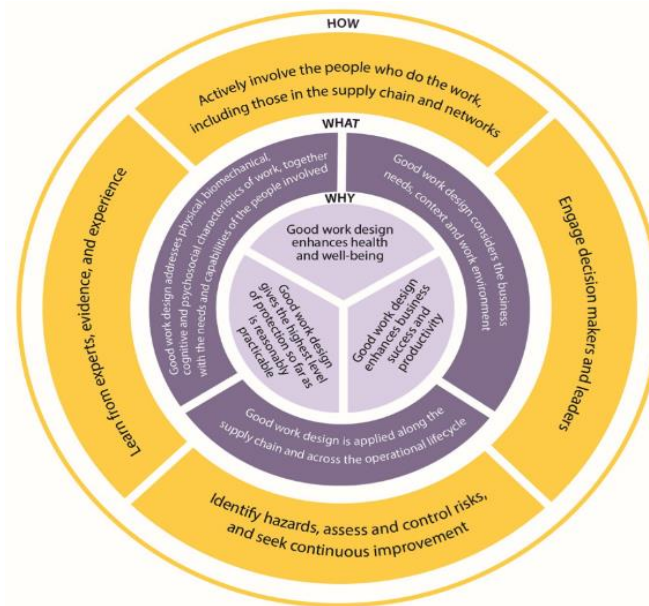 HOW
Actively involve the people who do the work,
including those in the supply chain and networks
WHAT
Good work design addresses physical, biomechanical,
cognitive and psychosocial characteristics of work, together
with the needs and capabilities of the people involved
Good work design considers the business
needs, context and work environment
WHY
Good work design
enhances health
and well-being
Good work design
gives the highest level
of protection so far as
is reasonably
practicable
Good work design
enhances business
success and
productivity
Learn from experts, evidence, and experience
Engage decision makers and leaders
Good work design is applied along the
supply chain and across the operational lifecycle
Identify hazards, assess and control risks,
and seek continuous improvement